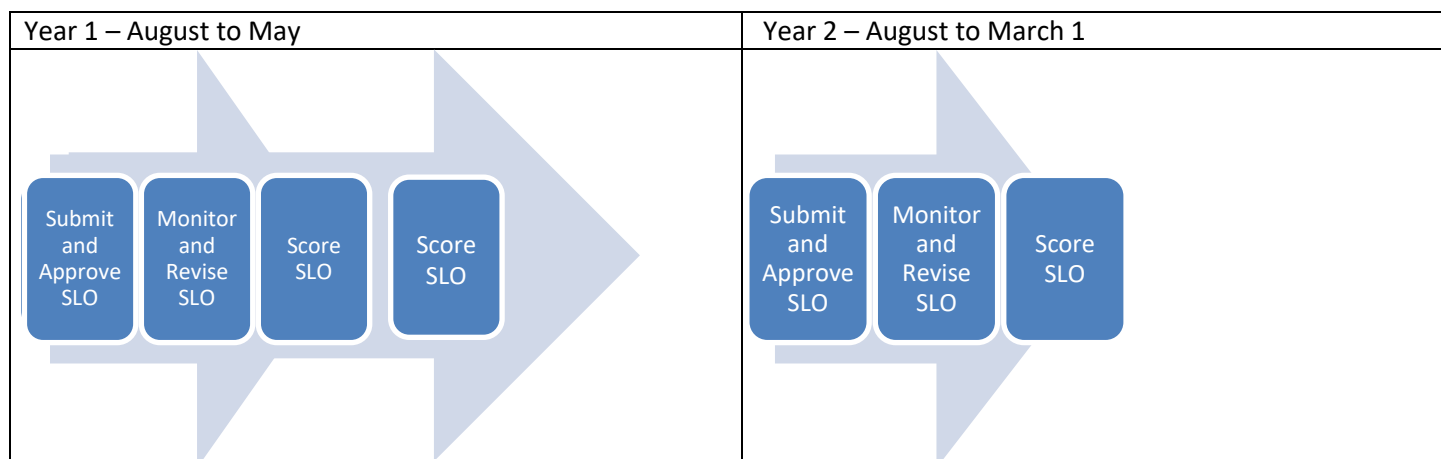 Year 1 – August to May
Year 2 – August to March 1
Submit
and
Approve
SLO
Monitor
and
Revise
SLO
Score
SLO
Score
SLO
Submit
and
Approve
SLO
Monitor
and
Revise
SLO
Score
SLO